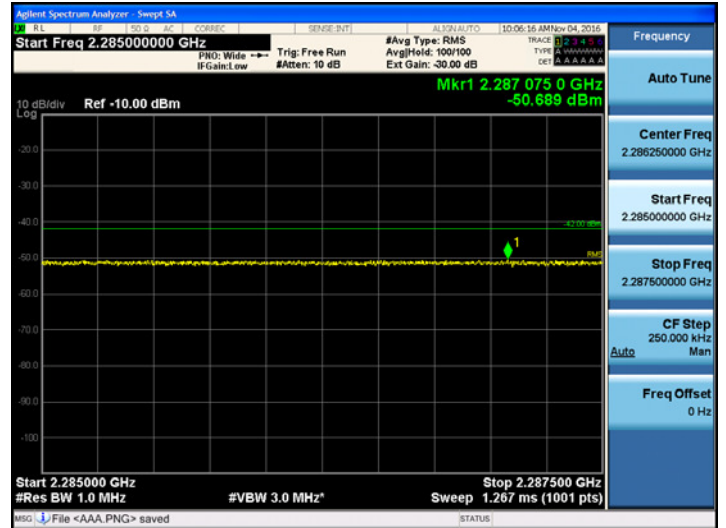 Agilent Spectrum Analyzer - Swept SA
RL RF 50 Ω AC CORREC SENSE:INT ALIGNAUTO 10:06:16 AM Nov 04, 2016
Start Freq 2.285000000 GHz
PNO: Wide
IFGain:Low
Trig: Free Run
#Atten: 10 dB
#Avg Type: RMS
Avg|Hold: 100/100
Ext Gain: -30.00 dB
TRACE 1 2 3 4 5 6
TYPE A
DET A A A A A A
Mkr1 2.287 075 0 GHz
-50.689 dBm
10 dB/div Ref -10.00 dBm
Log
-20.0
-30.0
-40.0
-42.00 dBm
1
-50.0
RMS
-60.0
-70.0
-80.0
-90.0
-100
Start 2.285000 GHz Stop 2.287500 GHz
#Res BW 1.0 MHz #VBW 3.0 MHz* Sweep 1.267 ms (1001 pts)
MSG File <AAA.PNG> saved STATUS
Frequency
Auto Tune
Center Freq
2.286250000 GHz
Start Freq
2.285000000 GHz
Stop Freq
2.287500000 GHz
CF Step
250.000 kHz
Auto Man
Freq Offset
0 Hz